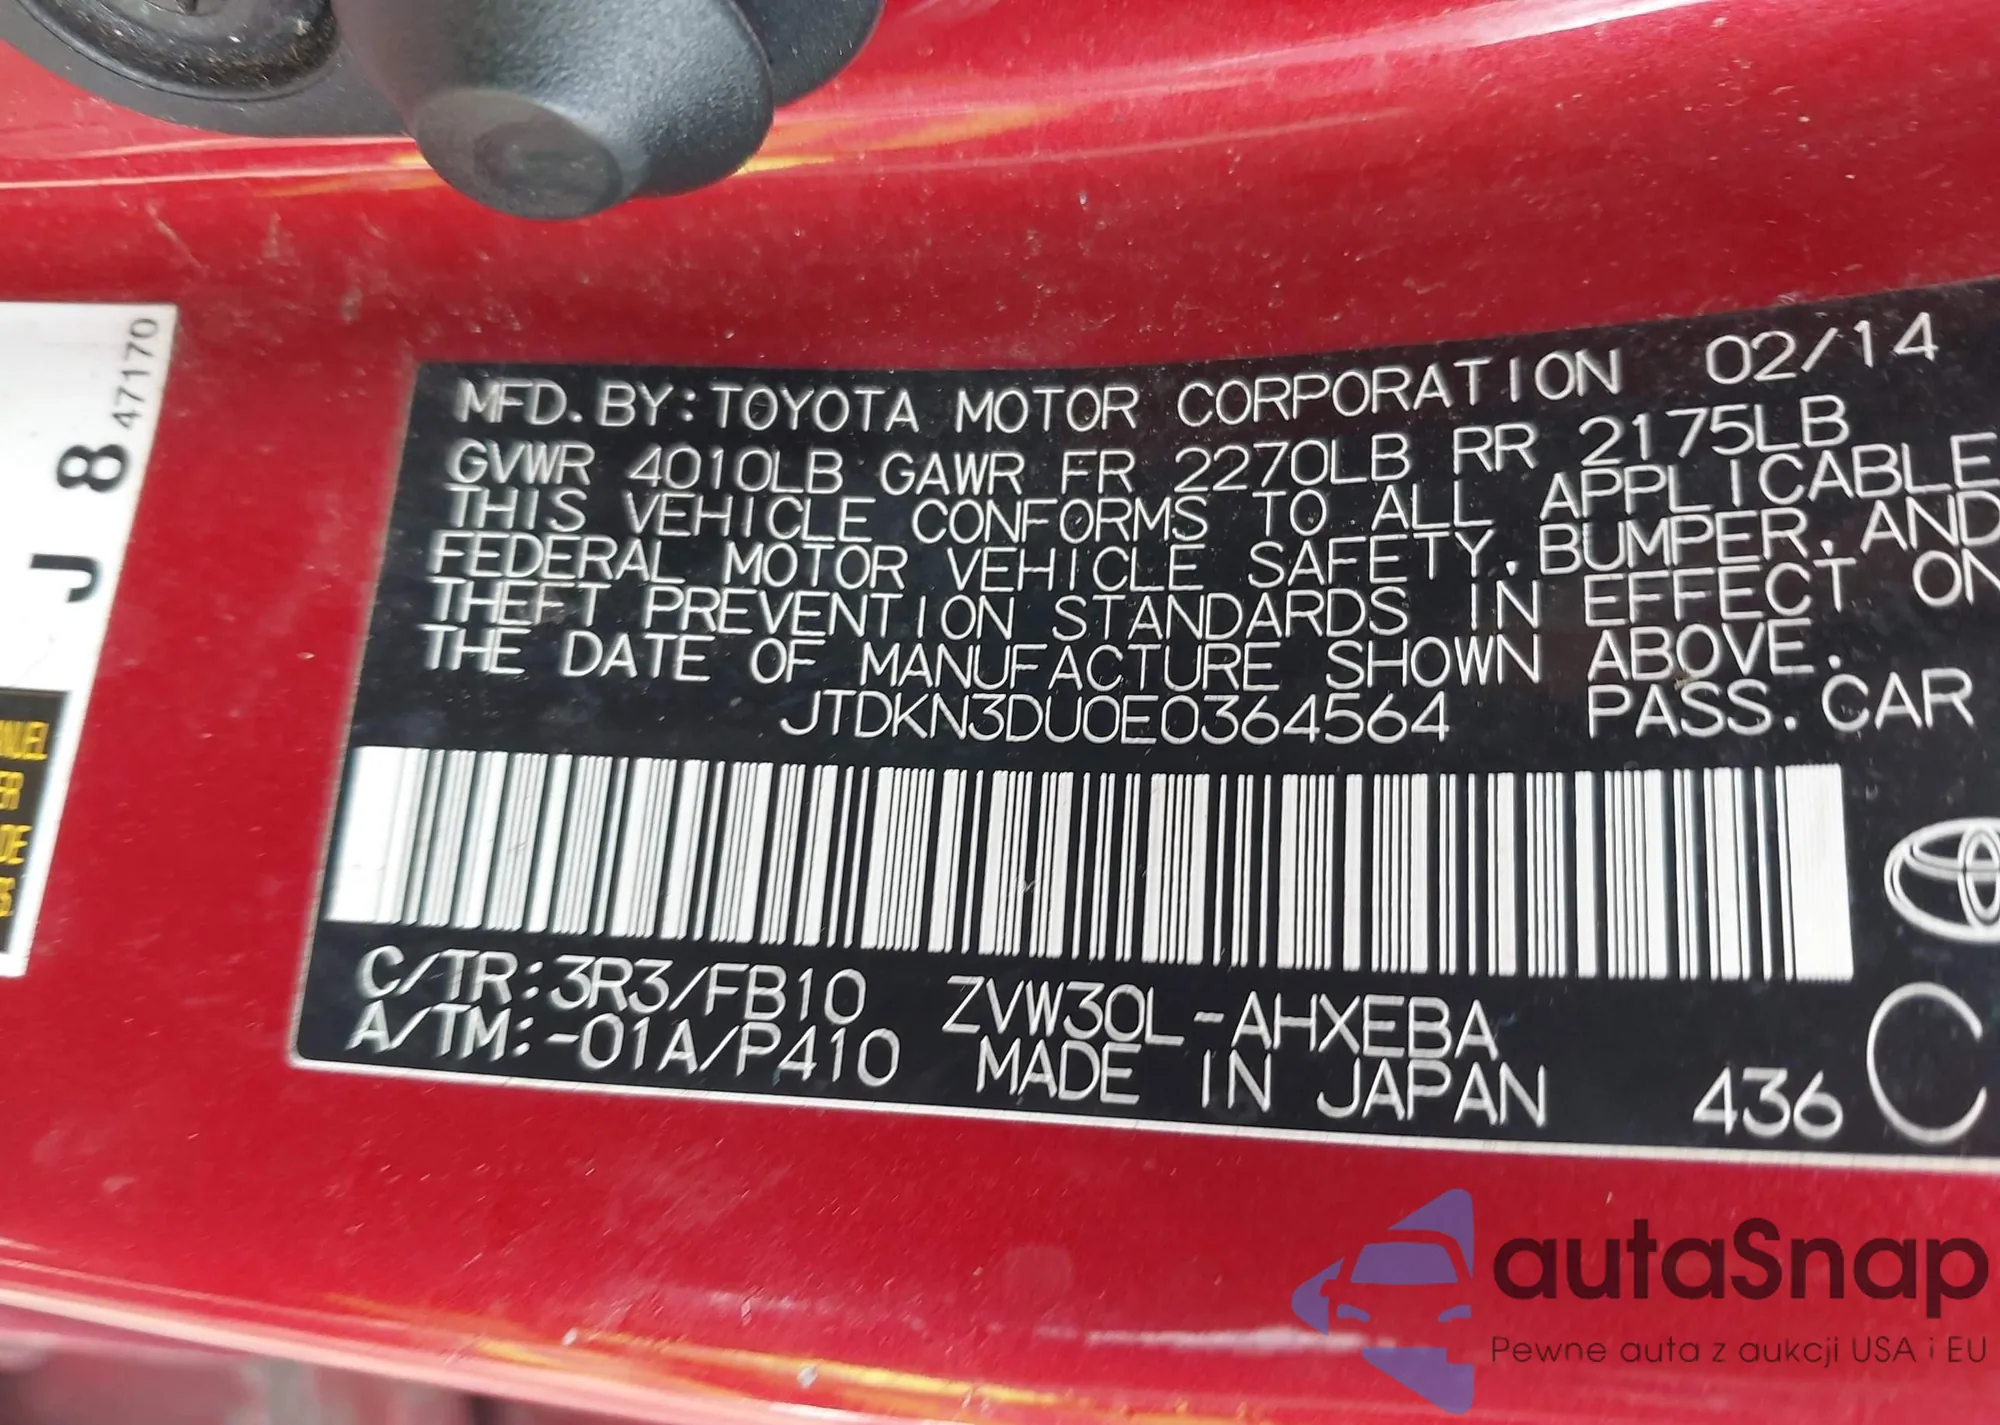 MFD. BY: TOYOTA MOTOR CORPORATION 02/14
GVWR 4010LB GAWR FR 2270LB RR 2175LB
THIS VEHICLE CONFORMS TO ALL APPLICABLE
FEDERAL MOTOR VEHICLE SAFETY, BUMPER, AND
THEFT PREVENTION STANDARDS IN EFFECT ON
THE DATE OF MANUFACTURE SHOWN ABOVE.
JTDKN3DU0E0364564 PASS. CAR
C/TR: 3R3/FB10 ZVW30L-AHXEBA
A/TM: -01A/P410 MADE IN JAPAN 436 C
J 8 47170
autaSnap
Pewne auta z aukcji USA i EU